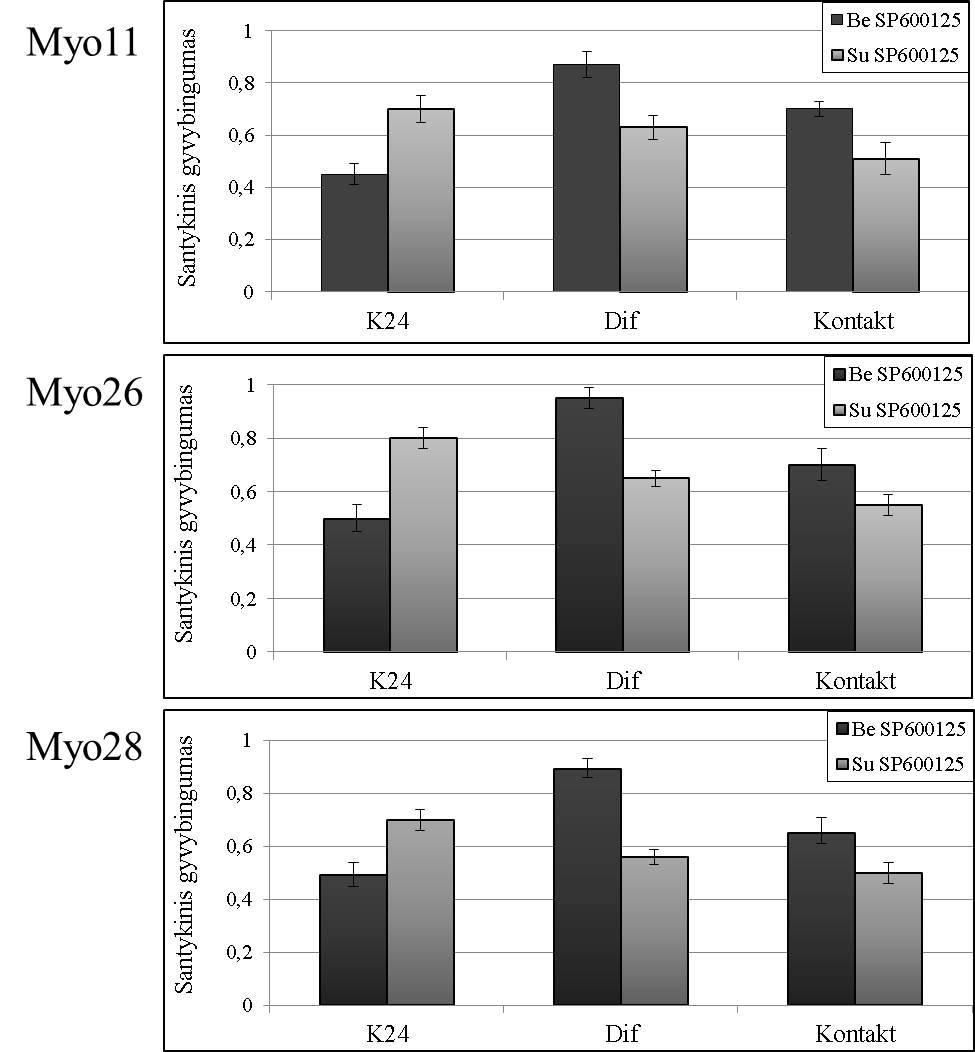 Myo11
Be SP600125
Su SP600125
Santykinis gyvybingumas
1
0,8
0,6
0,4
0,2
0
K24 Dif Kontakt
Myo26
Be SP600125
Su SP600125
Santykinis gyvybingumas
1
0,8
0,6
0,4
0,2
0
K24 Dif Kontakt
Myo28
Be SP600125
Su SP600125
Santykinis gyvybingumas
1
0,8
0,6
0,4
0,2
0
K24 Dif Kontakt